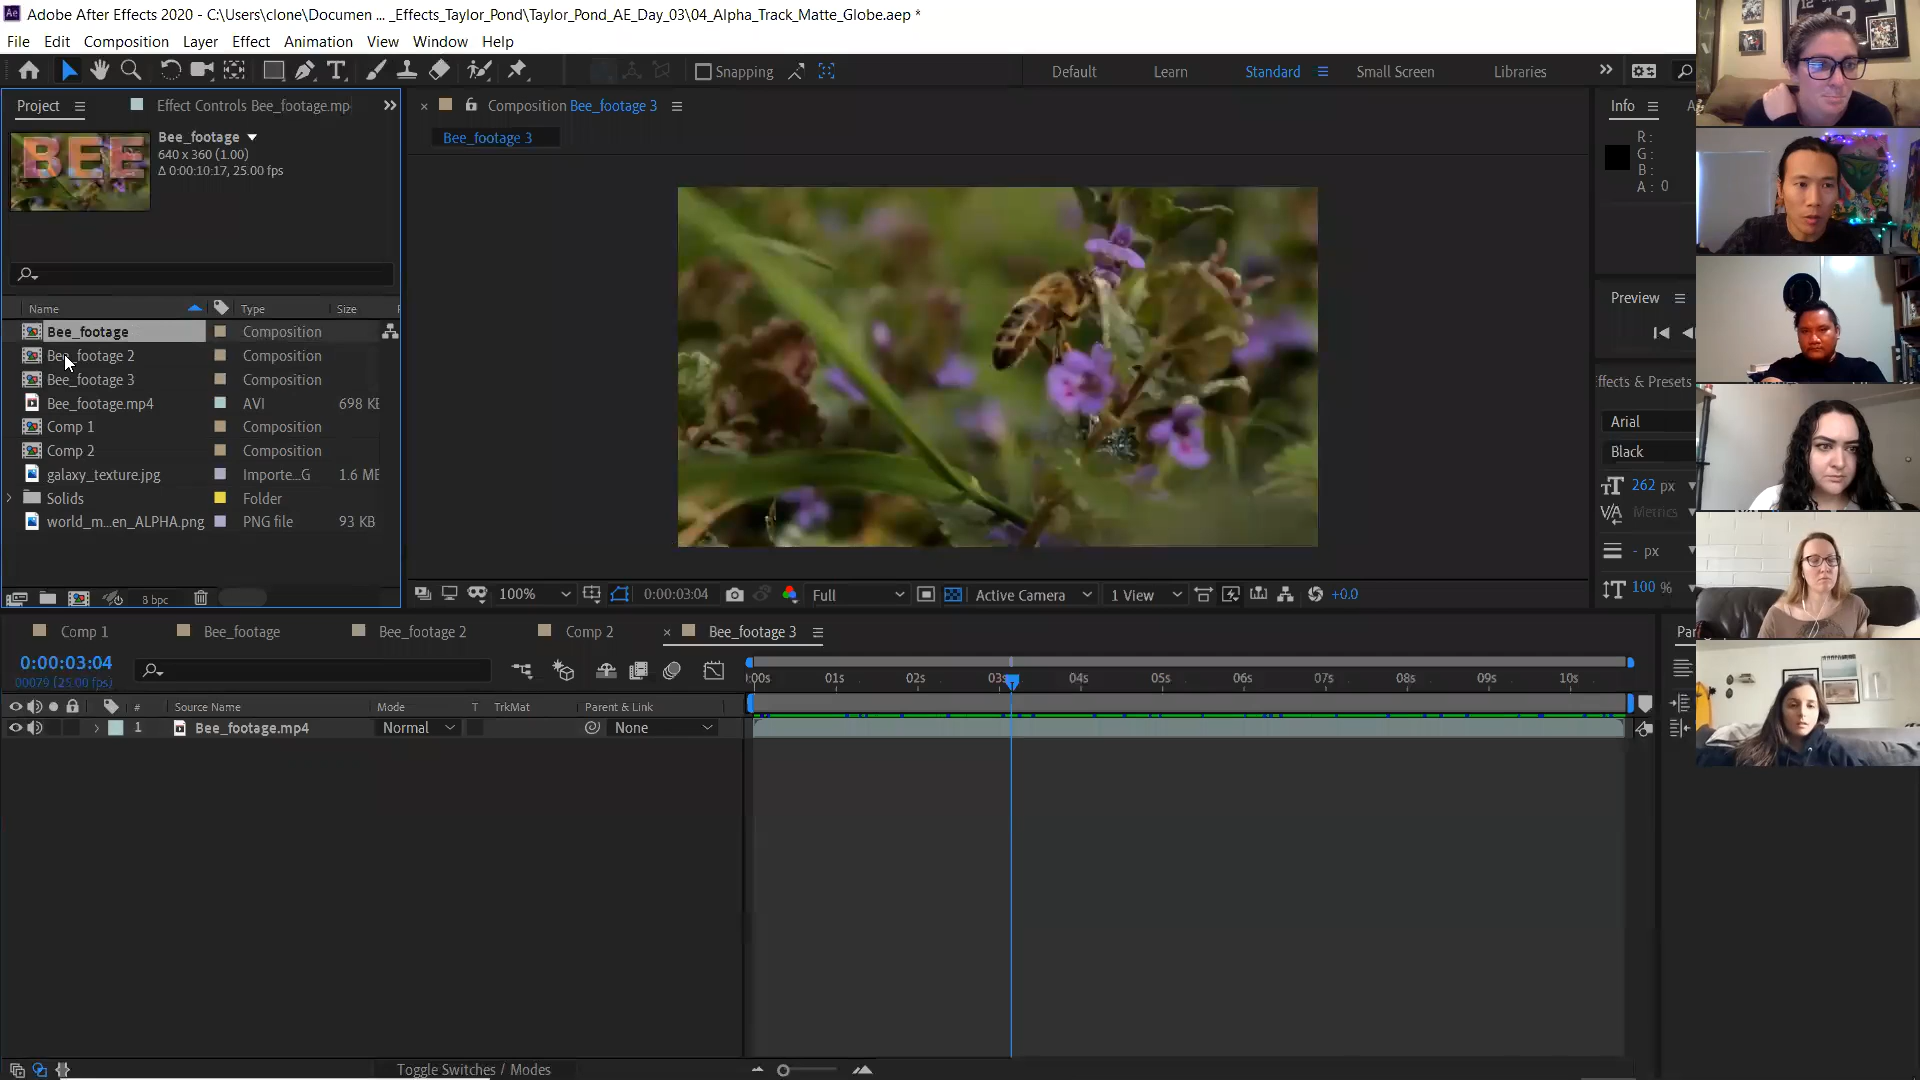 Adobe After Effects 2020 - C:\Users\clone\Documen ... _Effects_Taylor_Pond\Taylor_Pond_AE_Day_03\04_Alpha_Track_Matte_Globe.aep *
File Edit Composition Layer Effect Animation View Window Help
Snapping Default Learn Standard Small Screen Libraries
Project Effect Controls Bee_footage.mp
Composition Bee_footage 3
Bee_footage 3
Info
R :
G :
B :
A : 0
BEE
Bee_footage
640 x 360 (1.00)
Δ 0:00:10:17, 25.00 fps
Name Type Size
Bee_footage Composition
Bee_footage 2 Composition
Bee_footage 3 Composition
Bee_footage.mp4 AVI 698 KE
Comp 1 Composition
Comp 2 Composition
galaxy_texture.jpg Importe...G 1.6 ME
Solids Folder
world_m...en_ALPHA.png PNG file 93 KB
8 bpc
100% 0:00:03:04 Full Active Camera 1 View +0.0
Preview
Effects & Presets
Arial
Black
262 px
Metrics
- px
100 %
Comp 1 Bee_footage Bee_footage 2 Comp 2 Bee_footage 3
0:00:03:04
00079 (25.00 fps)
:00s 01s 02s 03s 04s 05s 06s 07s 08s 09s 10s
# Source Name Mode T TrkMat Parent & Link
1 Bee_footage.mp4 Normal None
Toggle Switches / Modes